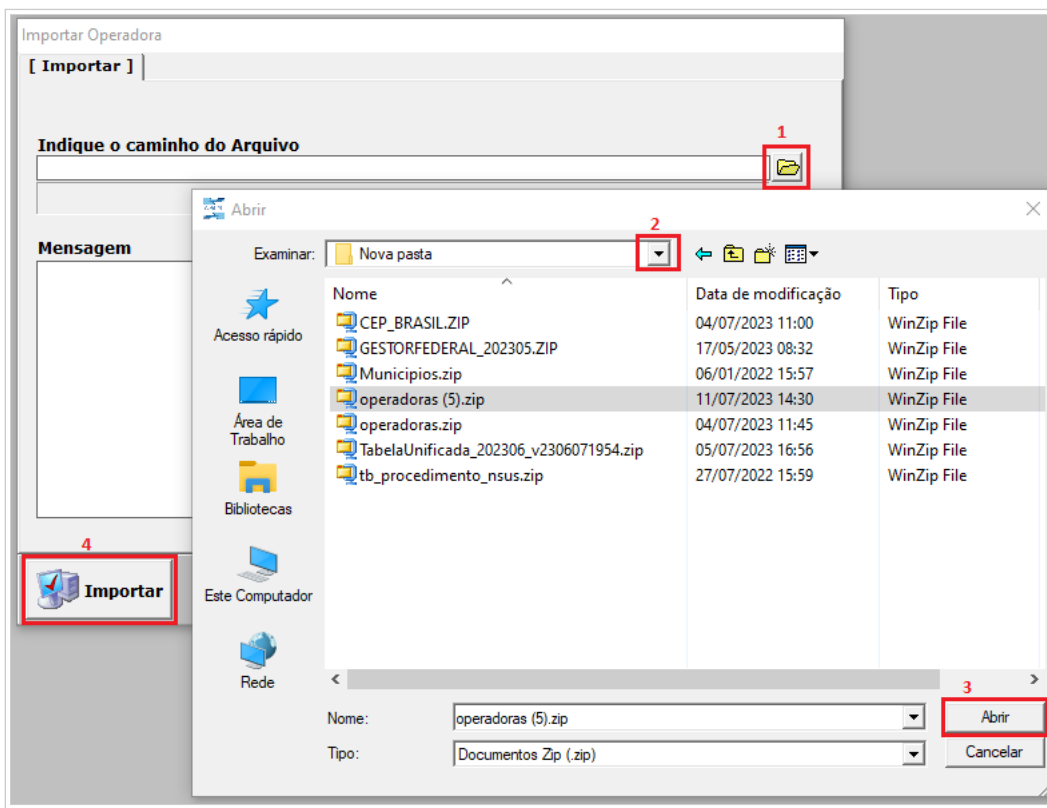 Importar Operadora
[ Importar ]
1
Indique o caminho do Arquivo
Abrir
2
Mensagem
Examinar: Nova pasta
Nome Data de modificação Tipo
CEP_BRASIL.ZIP 04/07/2023 11:00 WinZip File
GESTORFEDERAL_202305.ZIP 17/05/2023 08:32 WinZip File
Municipios.zip 06/01/2022 15:57 WinZip File
operadoras (5).zip 11/07/2023 14:30 WinZip File
operadoras.zip 04/07/2023 11:45 WinZip File
TabelaUnificada_202306_v2306071954.zip 05/07/2023 16:56 WinZip File
tb_procedimento_nsus.zip 27/07/2022 15:59 WinZip File
Acesso rápido
Área de
Trabalho
Bibliotecas
Este Computador
Rede
4
Importar
3
Nome: operadoras (5).zip Abrir
Tipo: Documentos Zip (.zip) Cancelar